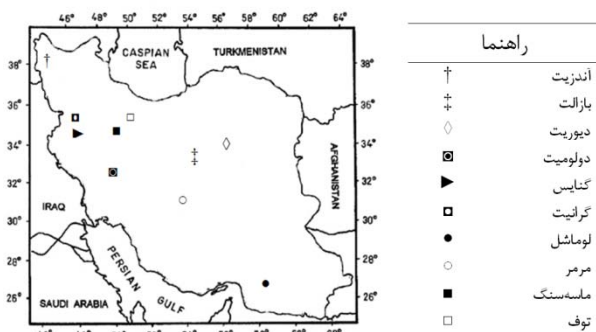 46° 48° 50° 52° 54° 56° 58° 60° 62° 64°
CASPIAN
SEA
TURKMENISTAN
38° 38°
36° 36°
34° 34°
32° 32°
30° 30°
28° 28°
26° 26°
AFGHANISTAN
IRAQ
PERSIAN
GULF
SAUDI ARABIA
راهنما
آندزیت
بازالت
دیوریت
دولومیت
گنایس
گرانیت
لوماشل
مرمر
ماسه‌سنگ
توف